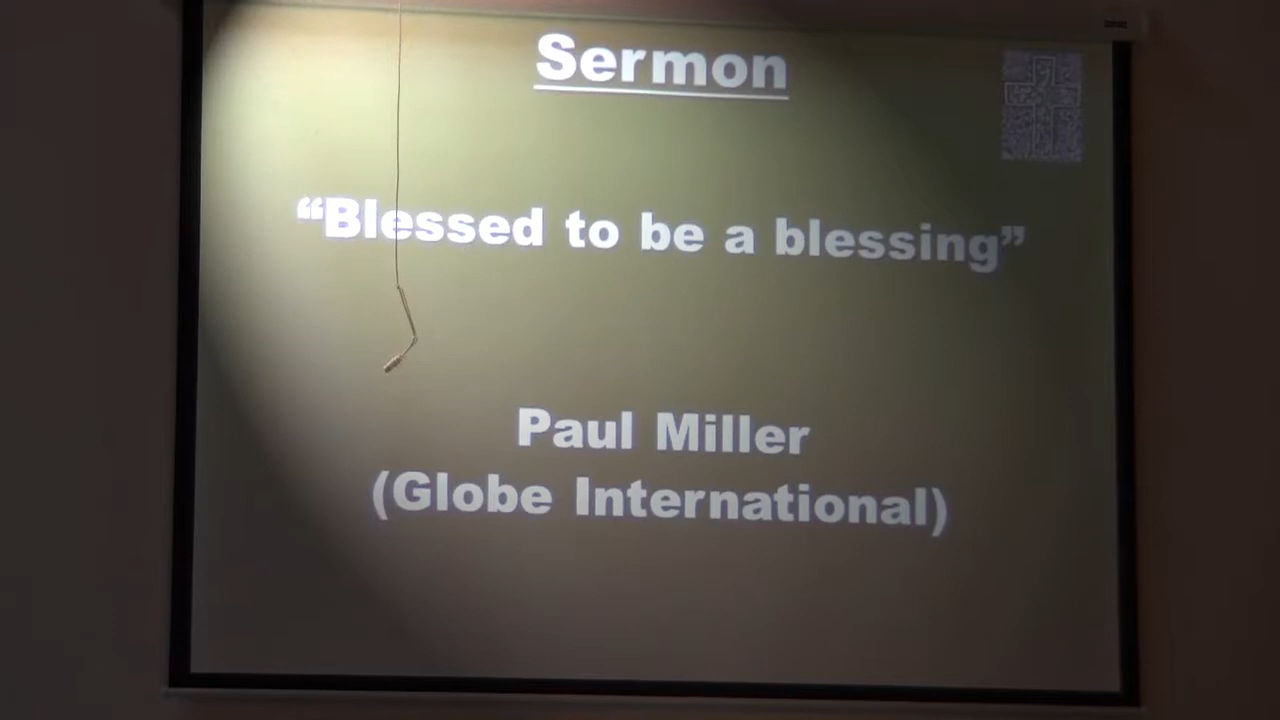 Sermon
“Blessed to be a blessing”
Paul Miller
(Globe International)